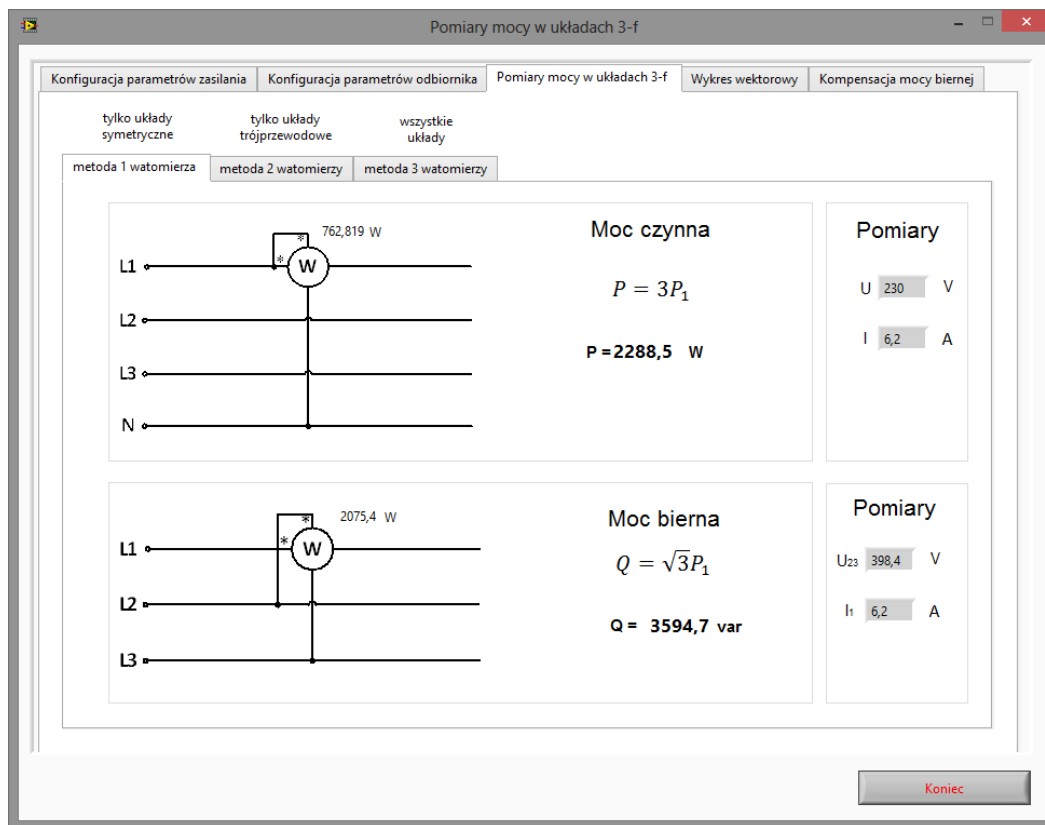 Pomiary mocy w układach 3-f
Konfiguracja parametrów zasilania
Konfiguracja parametrów odbiornika
Pomiary mocy w układach 3-f
Wykres wektorowy
Kompensacja mocy biernej
tylko układy
symetryczne
tylko układy
trójprzewodowe
wszystkie
układy
metoda 1 watomierza
metoda 2 watomierzy
metoda 3 watomierzy
762,819 W
* *
L1
W
L2
L3
N
Moc czynna
P = 3P₁
P =2288,5 W
Pomiary
U 230 V
I 6,2 A
2075,4 W
* *
L1
W
L2
L3
Moc bierna
Q = √3P₁
Q = 3594,7 var
Pomiary
U₂₃ 398,4 V
I₁ 6,2 A
Koniec